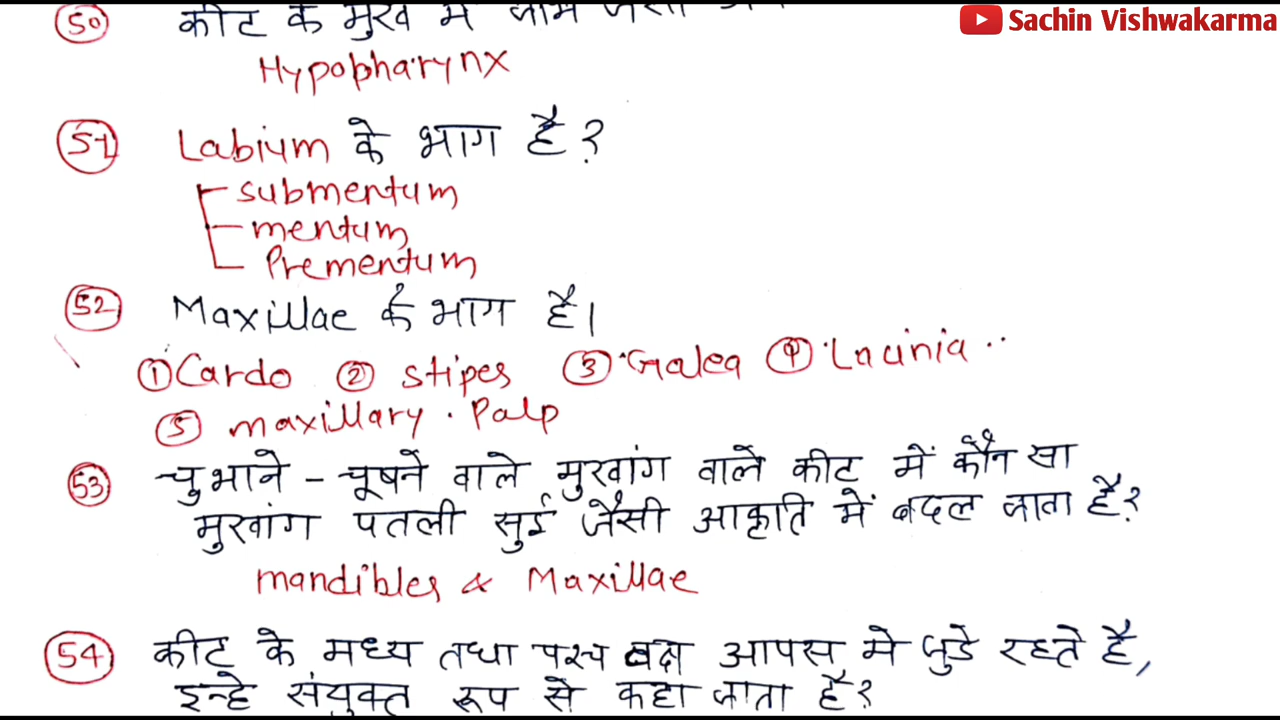 Sachin Vishwakarma
50 कीट के मुख में जीभ जैसी
Hypopharynx
51 Labium के भाग है?
submentum
mentum
Prementum
52 Maxillae के भाग है।
① Cardo ② stipes ③ Galea ④ Lacinia
⑤ maxillary Palp
53 चुभाने - चूषने वाले मुखांग वाले कीट में कौन सा
मुखांग पतली सुई जैसी आकृति में बदल जाता है?
mandibles & Maxillae
54 कीट के मध्य तथा पश्च वक्ष आपस मे जुडे रहते है,
इन्हे संयुक्त रूप से कहा जाता है?